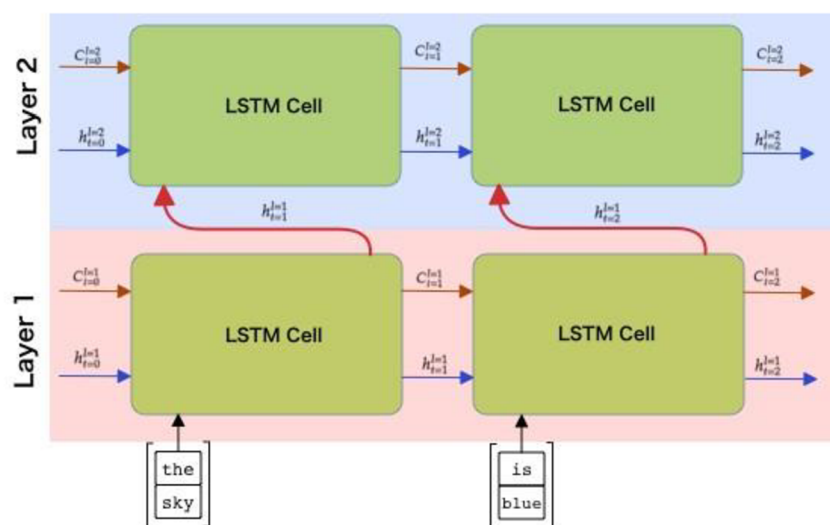 Layer 2
C_{t=0}^{l=2}
LSTM Cell
C_{t=1}^{l=2}
LSTM Cell
C_{t=2}^{l=2}
h_{t=0}^{l=2}
h_{t=1}^{l=2}
h_{t=2}^{l=2}
h_{t=1}^{l=1}
h_{t=2}^{l=1}
Layer 1
C_{t=0}^{l=1}
LSTM Cell
C_{t=1}^{l=1}
LSTM Cell
C_{t=2}^{l=1}
h_{t=0}^{l=1}
h_{t=1}^{l=1}
h_{t=2}^{l=1}
the
sky
is
blue